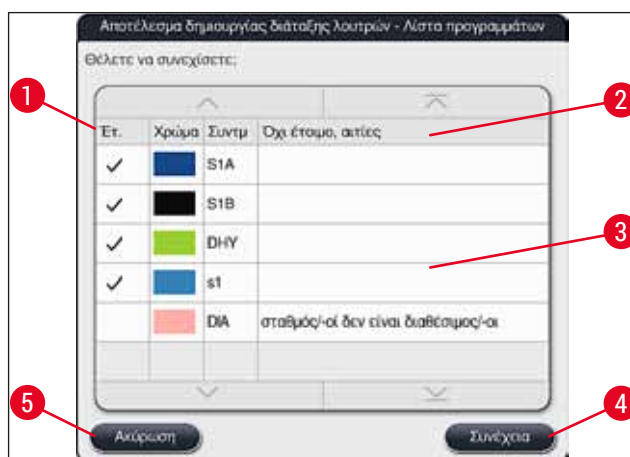 Αποτέλεσμα δημιουργίας διάταξης λουτρών - Λίστα προγραμμάτων
Θέλετε να συνεχίσετε;
1
2
Ετ. Χρώμα Συντμ Όχι έτοιμο, αιτίες
S1A
S1B
DHY
3
s1
DIA σταθμός/-οί δεν είναι διαθέσιμος/-οι
5
4
Ακύρωση Συνέχεια